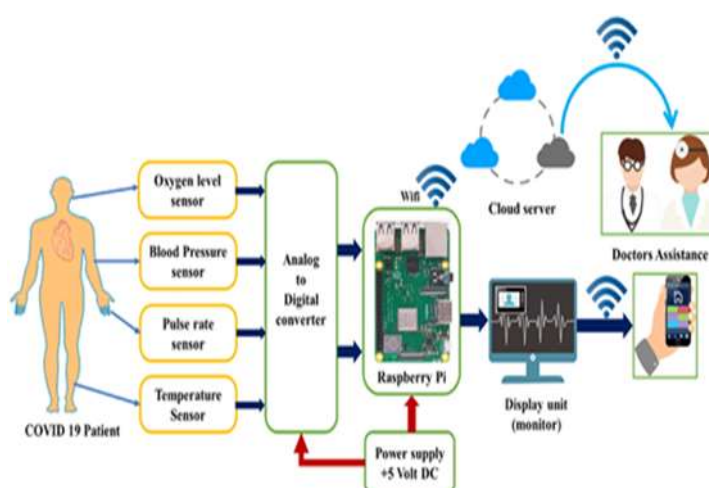 Oxygen level
sensor
Blood Pressure
sensor
Pulse rate
sensor
Temperature
Sensor
COVID 19 Patient
Analog
to
Digital
converter
Wifi
Raspberry Pi
Power supply
+5 Volt DC
Cloud server
Doctors Assistance
Display unit
(monitor)